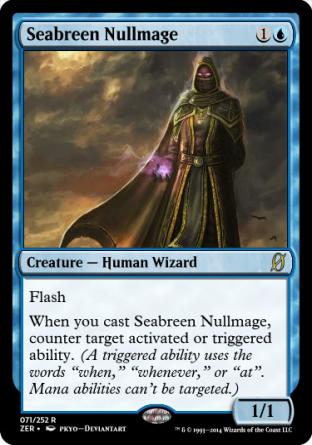 Seabreen Nullmage 1
Creature — Human Wizard
Flash
When you cast Seabreen Nullmage,
counter target activated or triggered
ability. (A triggered ability uses the
words “when,” “whenever,” or “at”.
Mana abilities can’t be targeted.)
1/1
071/252 R
ZER • PKYO—DEVIANTART
™ & © 1993–2014 Wizards of the Coast LLC